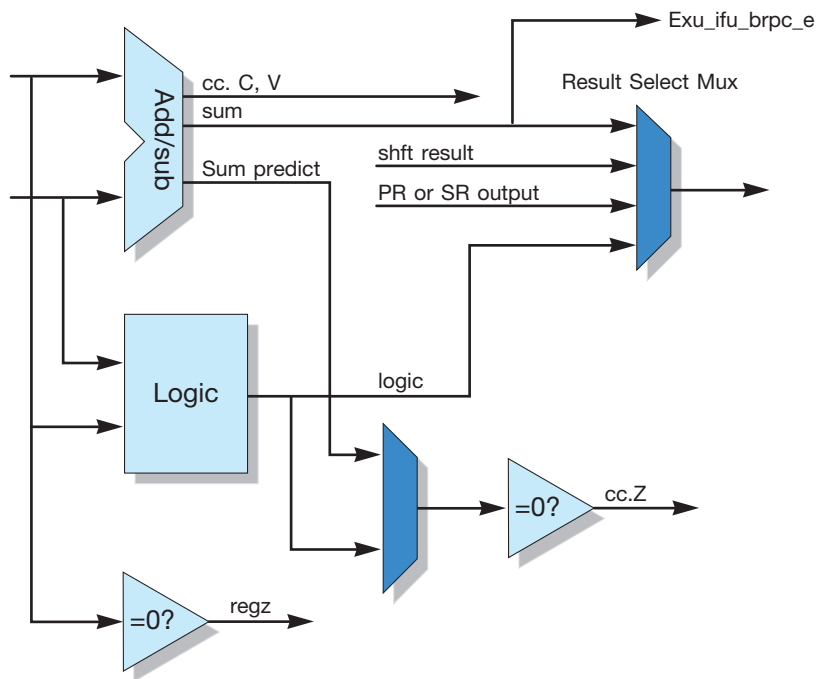 Exu_ifu_brpc_e
cc. C, V
Result Select Mux
sum
Add/sub
shft result
Sum predict
PR or SR output
logic
Logic
=0?
cc.Z
=0?
regz